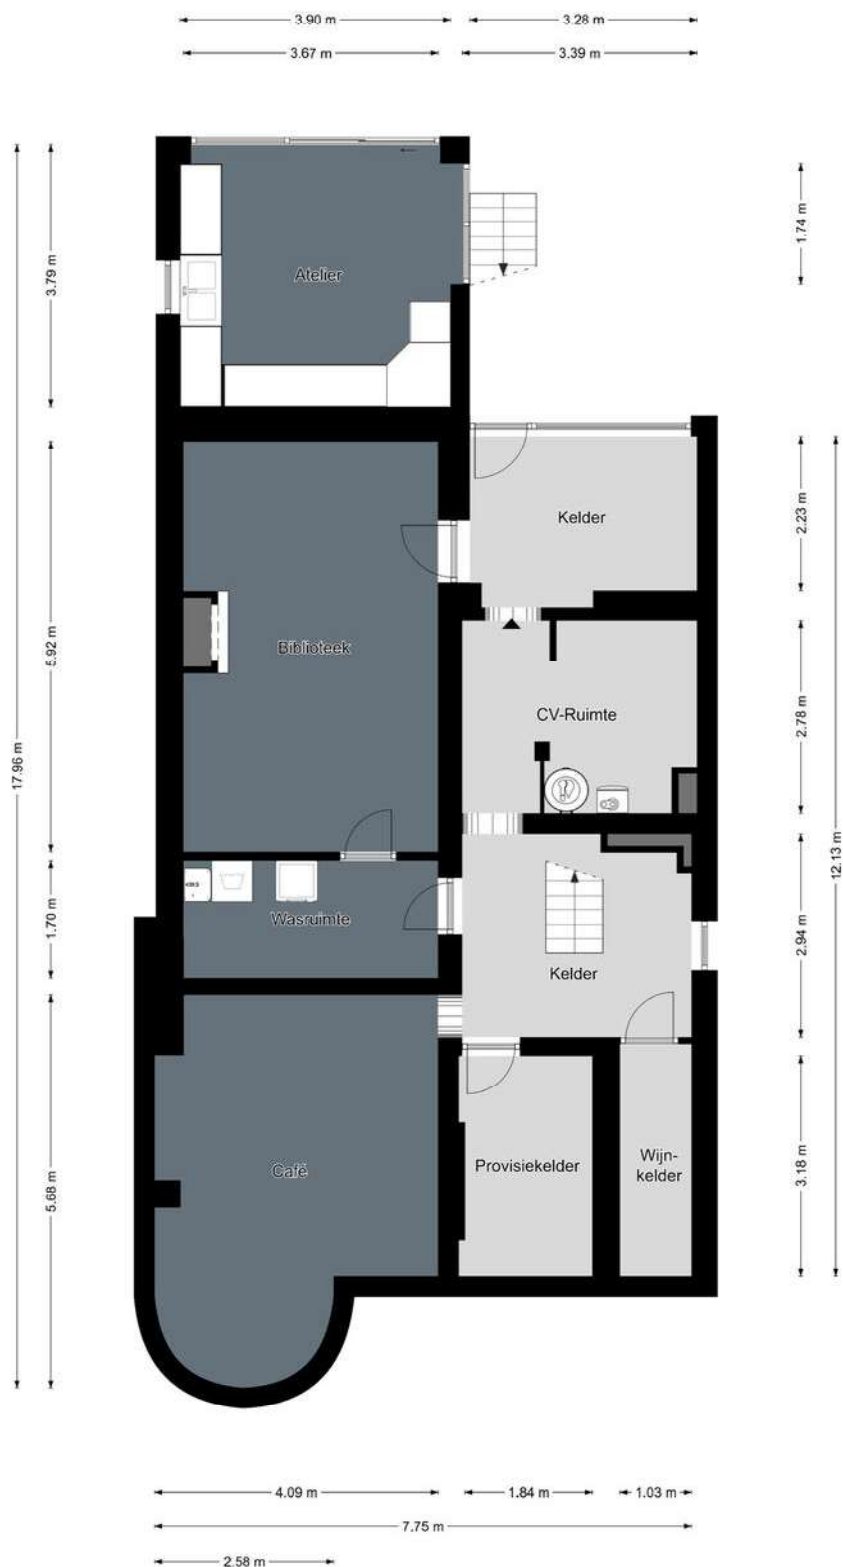 3.90 m
3.28 m
3.67 m
3.39 m
1.74 m
3.79 m
Atelier
Kelder
2.23 m
Biblioteek
5.92 m
CV-Ruimte
2.78 m
17.96 m
12.13 m
Wasruimte
1.70 m
2.94 m
Kelder
Café
5.68 m
Provisiekelder
Wijn-
kelder
3.18 m
4.09 m
1.84 m
1.03 m
7.75 m
2.58 m